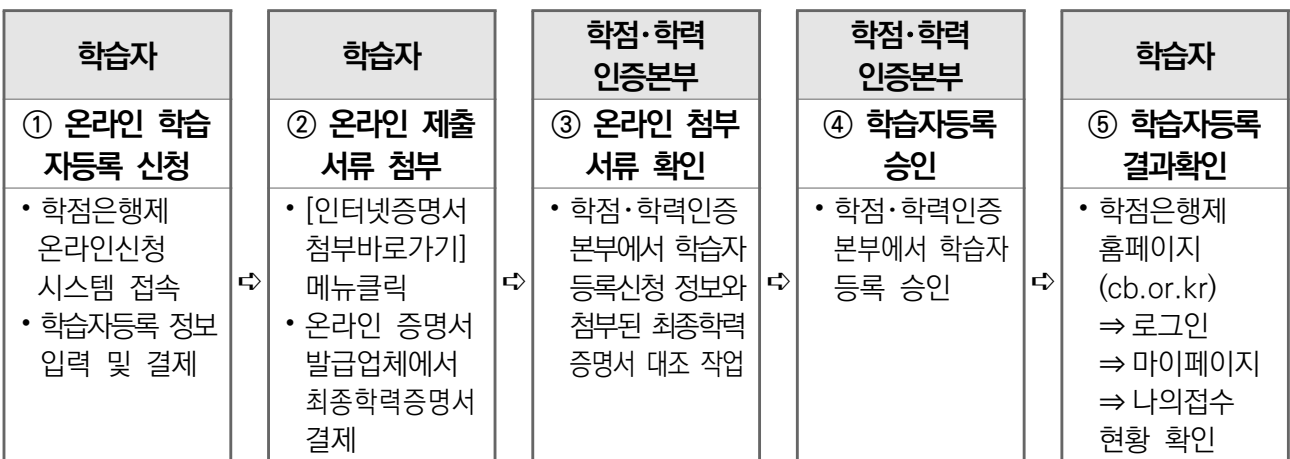 학습자
① 온라인 학습
자등록 신청
• 학점은행제
온라인신청
시스템 접속
• 학습자등록 정보
입력 및 결제
➪
학습자
② 온라인 제출
서류 첨부
• [인터넷증명서
첨부바로가기]
메뉴클릭
• 온라인 증명서
발급업체에서
최종학력증명서
결제
➪
학점·학력
인증본부
③ 온라인 첨부
서류 확인
• 학점·학력인증
본부에서 학습자
등록신청 정보와
첨부된 최종학력
증명서 대조 작업
➪
학점·학력
인증본부
④ 학습자등록
승인
• 학점·학력인증
본부에서 학습자
등록 승인
➪
학습자
⑤ 학습자등록
결과확인
• 학점은행제
홈페이지
(cb.or.kr)
⇒ 로그인
⇒ 마이페이지
⇒ 나의접수
현황 확인